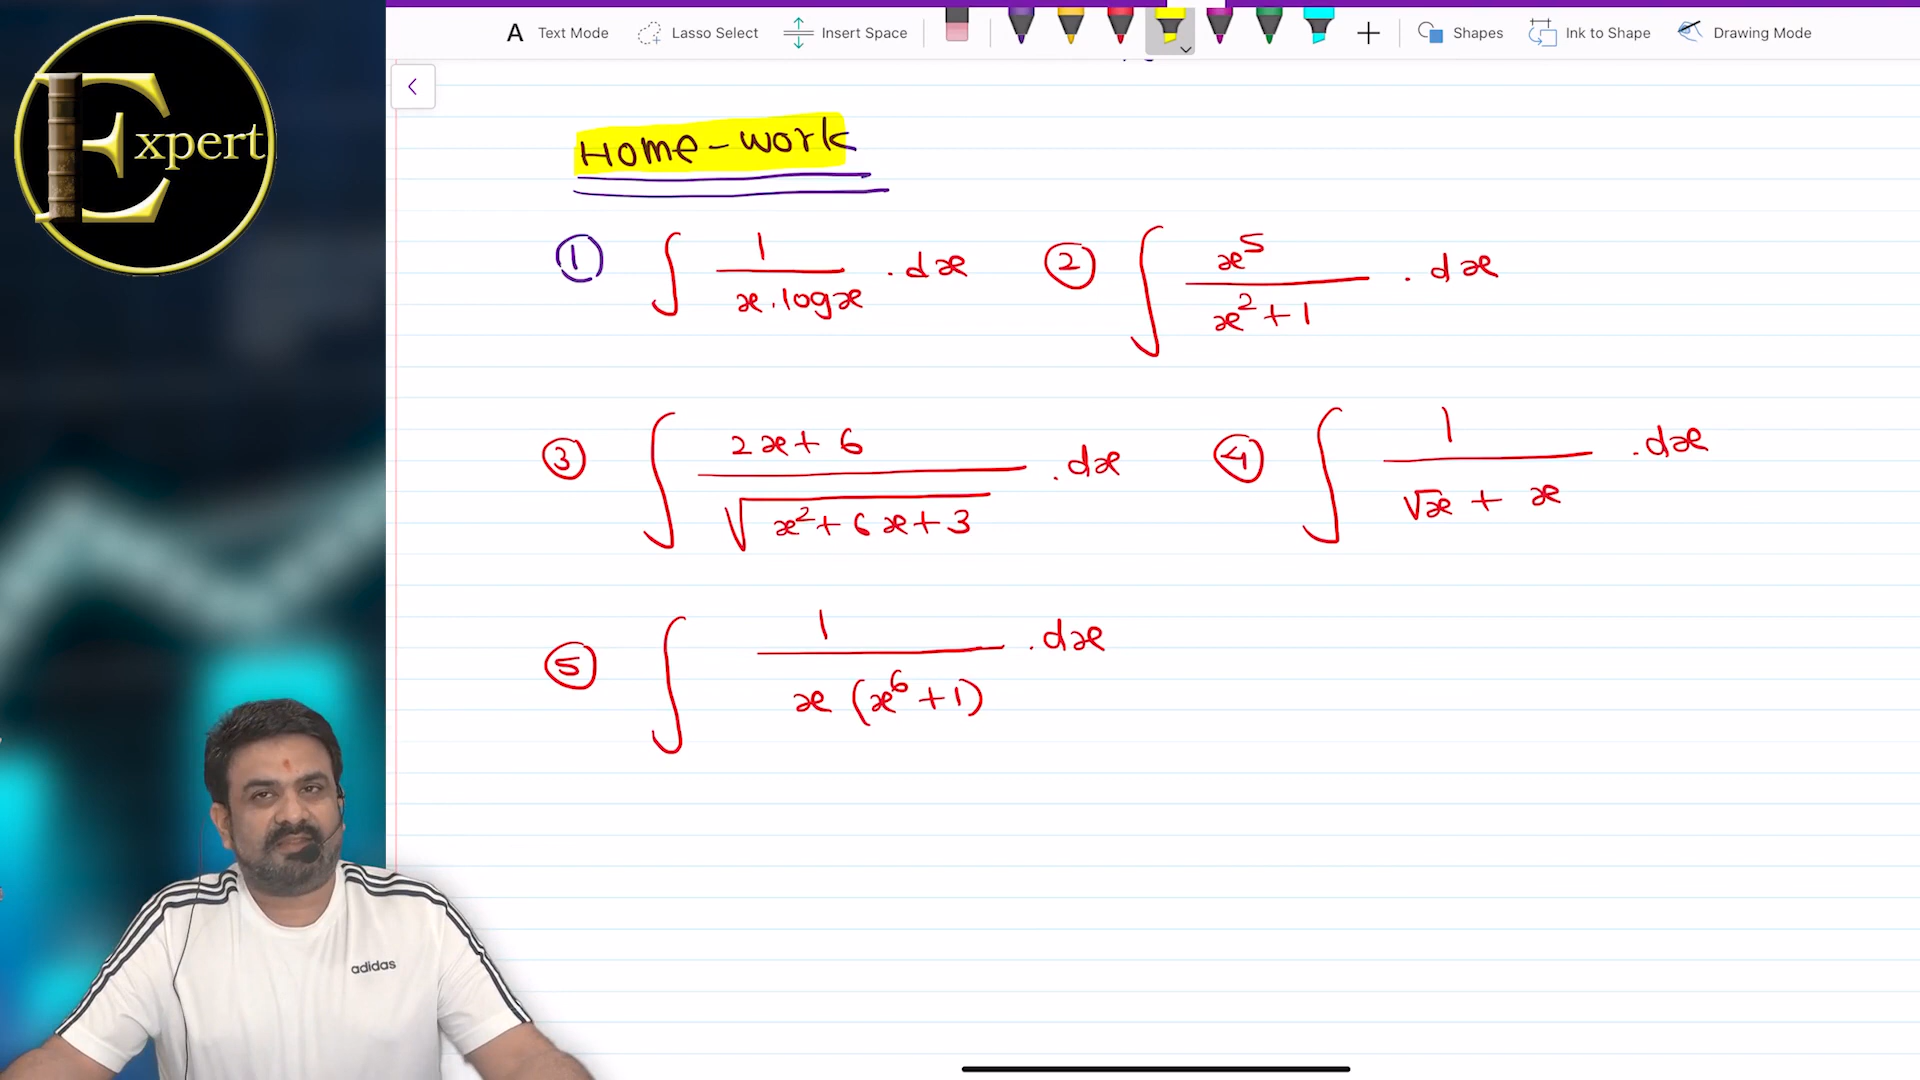 Expert
A Text Mode Lasso Select Insert Space Shapes Ink to Shape Drawing Mode
Home-work
① ∫ 1/(x.logx) .dx ② ∫ x⁵/(x²+1) .dx
③ ∫ (2x+6)/√(x²+6x+3) .dx ④ ∫ 1/(√x + x) .dx
⑤ ∫ 1/(x(x⁶+1)) .dx
adidas